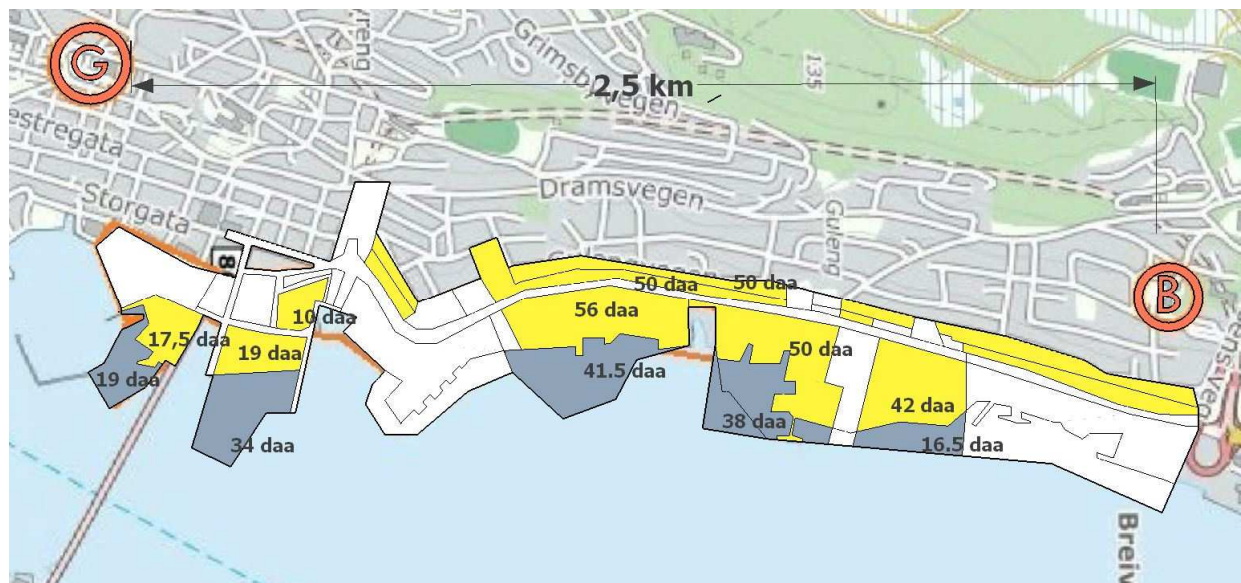 G
2,5 km
Grimsbyvegen
135
estregata
Dramsvegen
Storgata
Guleng
8
B
50 daa
50 daa
10 daa
56 daa
17,5 daa
19 daa
50 daa
19 daa
41.5 daa
42 daa
38 daa
34 daa
16.5 daa
Breiv